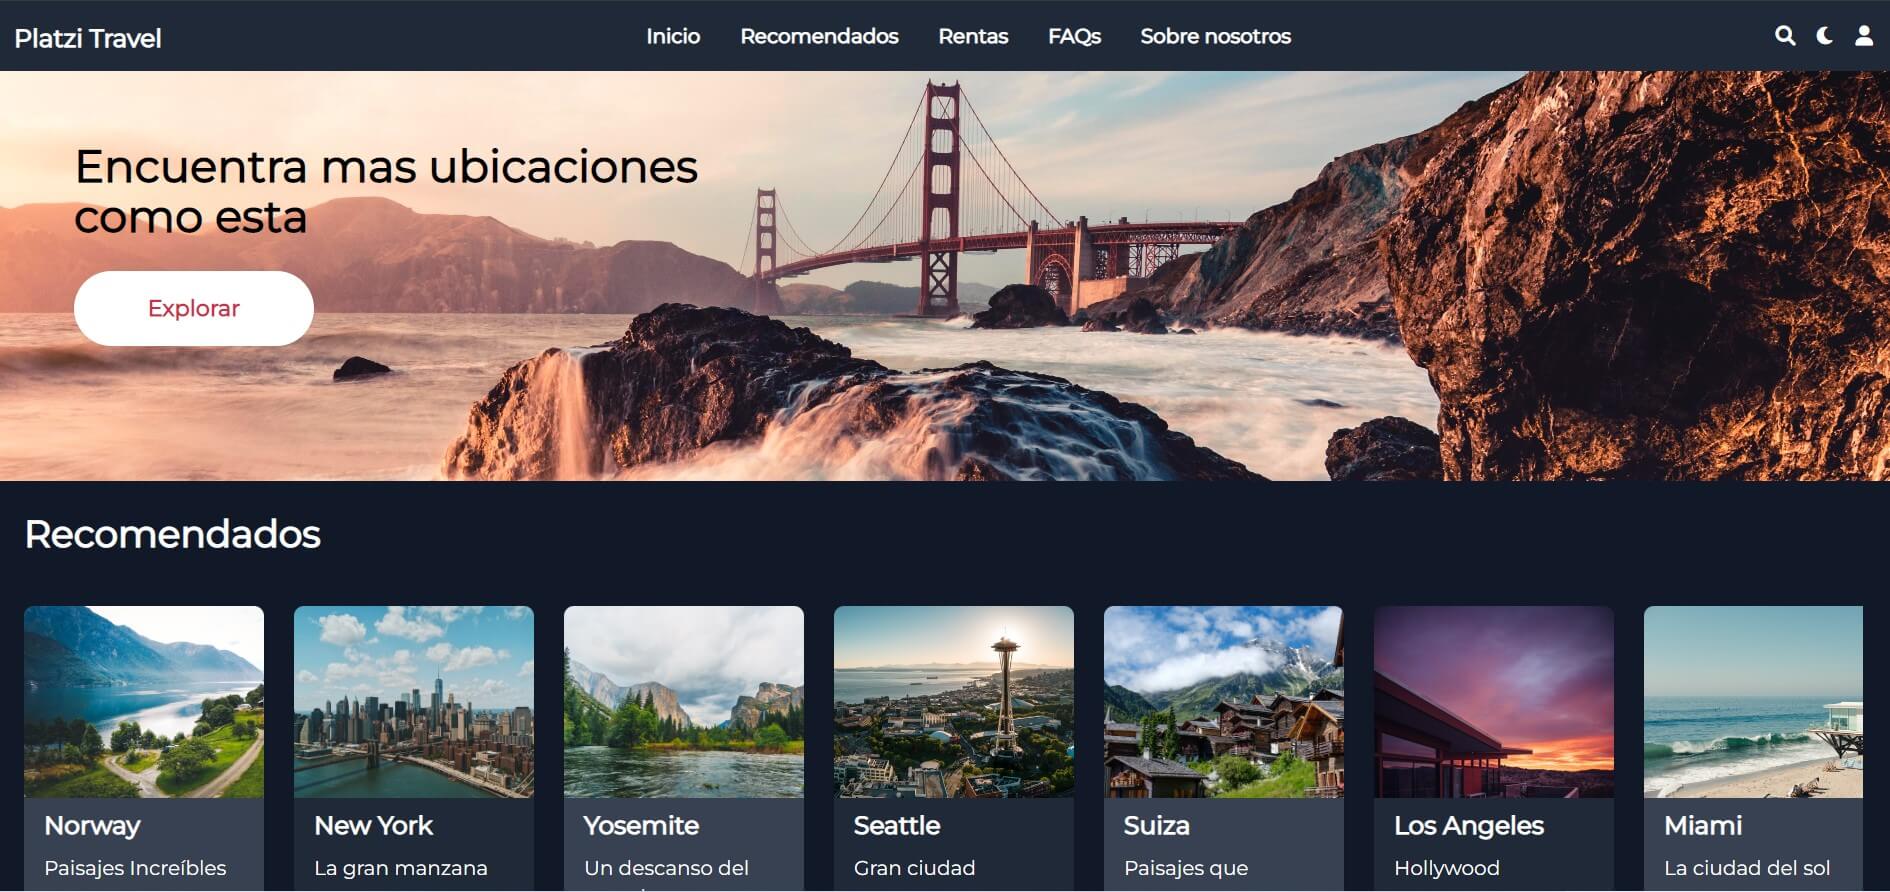 Platzi Travel
Inicio Recomendados Rentas FAQs Sobre nosotros
Encuentra mas ubicaciones
como esta
Explorar
Recomendados
Norway
Paisajes Increíbles
New York
La gran manzana
Yosemite
Un descanso del
Seattle
Gran ciudad
Suiza
Paisajes que
Los Angeles
Hollywood
Miami
La ciudad del sol